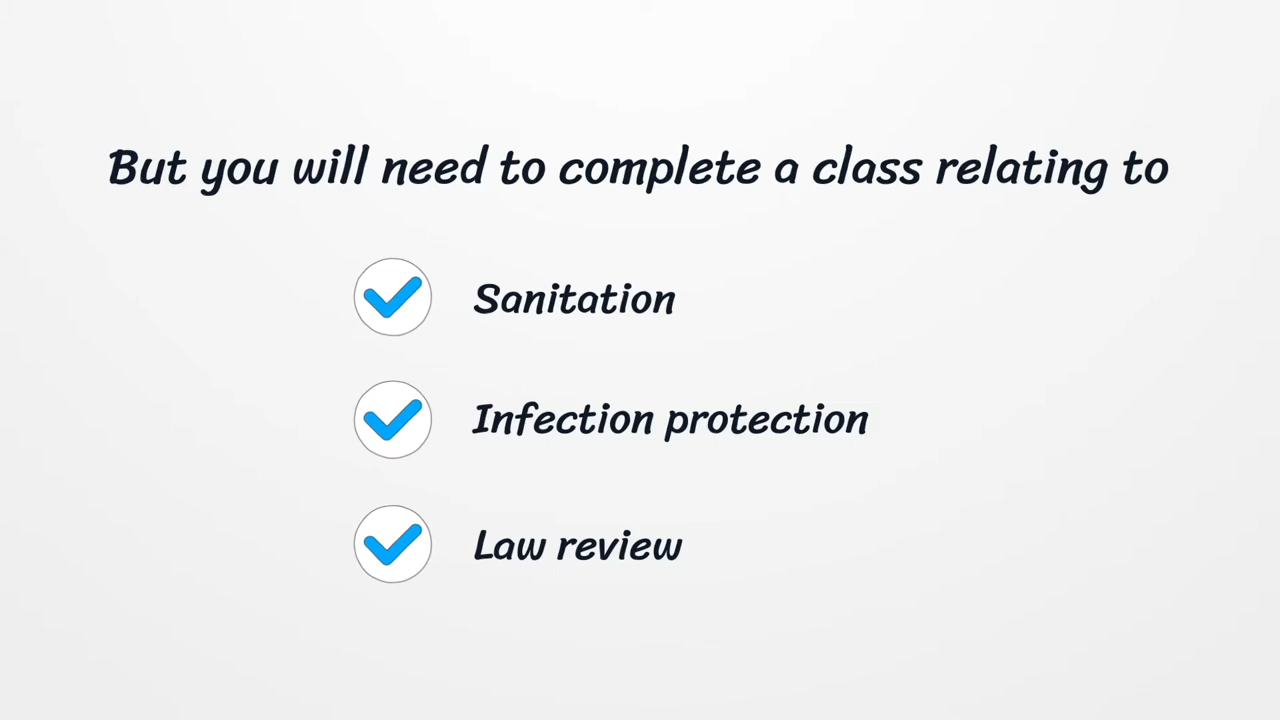 But you will need to complete a class relating to
Sanitation
Infection protection
Law review